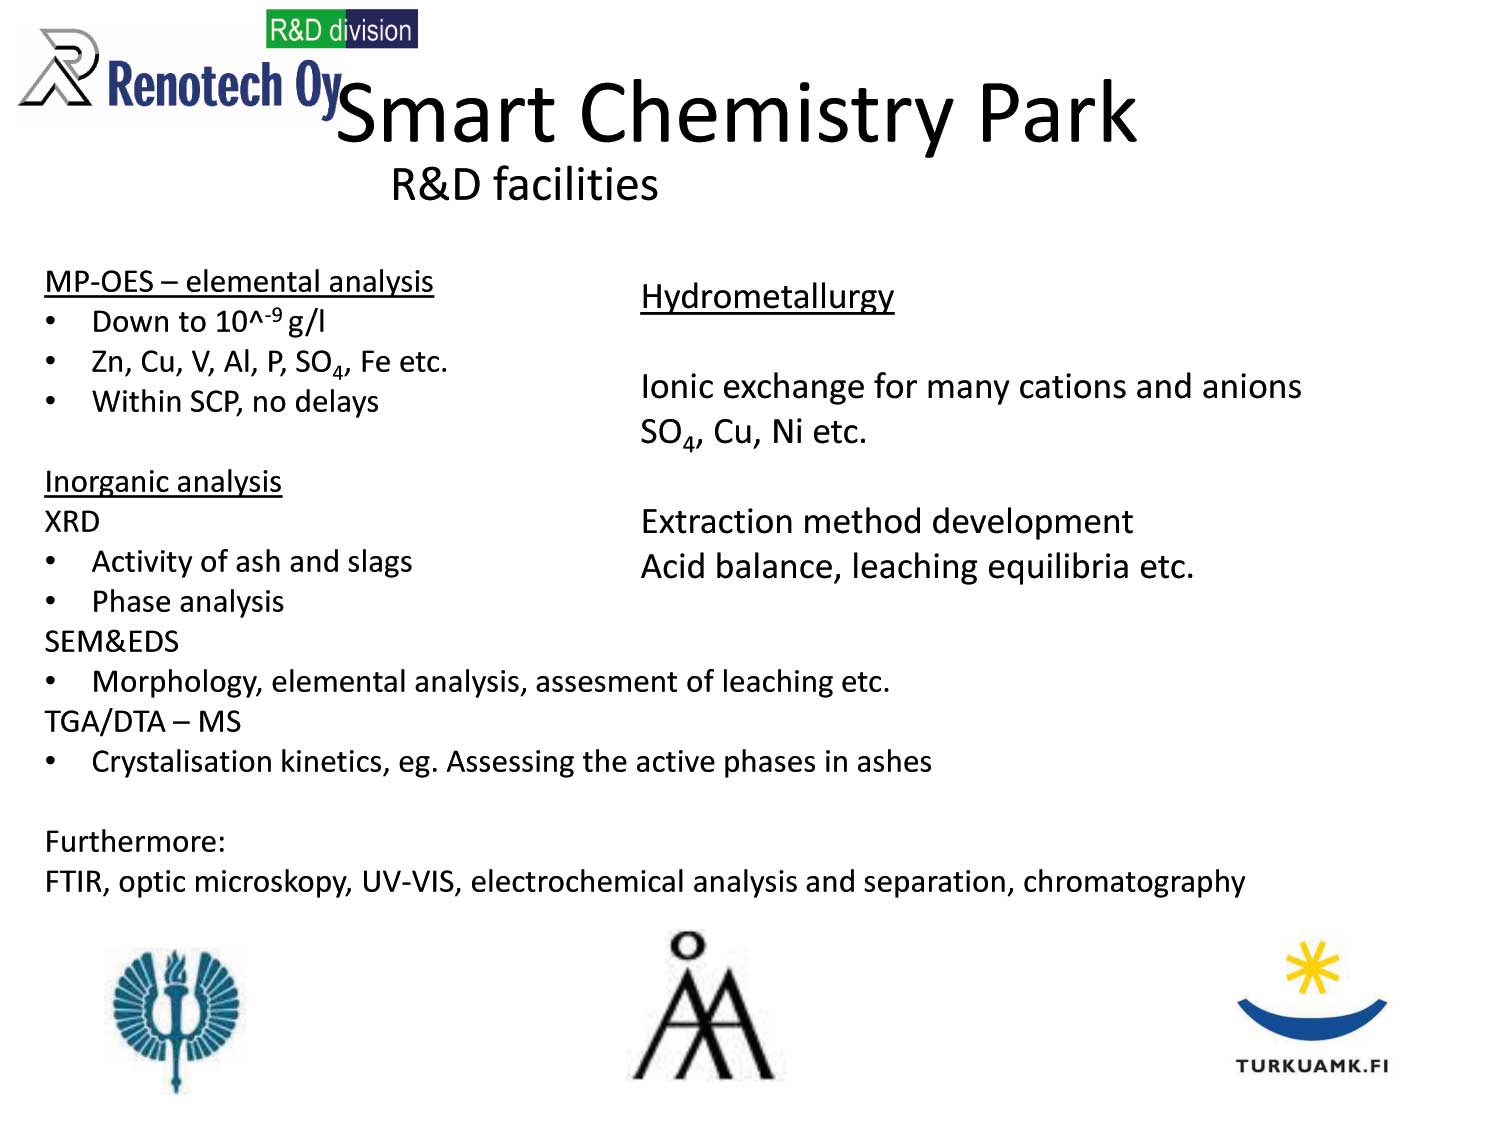 R&D division
Renotech Oy
Smart Chemistry Park
R&D facilities
MP-OES – elemental analysis
• Down to 10^-9 g/l
• Zn, Cu, V, Al, P, SO4, Fe etc.
• Within SCP, no delays
Inorganic analysis
XRD
• Activity of ash and slags
• Phase analysis
SEM&EDS
• Morphology, elemental analysis, assesment of leaching etc.
TGA/DTA – MS
• Crystalisation kinetics, eg. Assessing the active phases in ashes
Furthermore:
FTIR, optic microskopy, UV-VIS, electrochemical analysis and separation, chromatography
Hydrometallurgy
Ionic exchange for many cations and anions
SO4, Cu, Ni etc.
Extraction method development
Acid balance, leaching equilibria etc.
TURKUAMK.FI